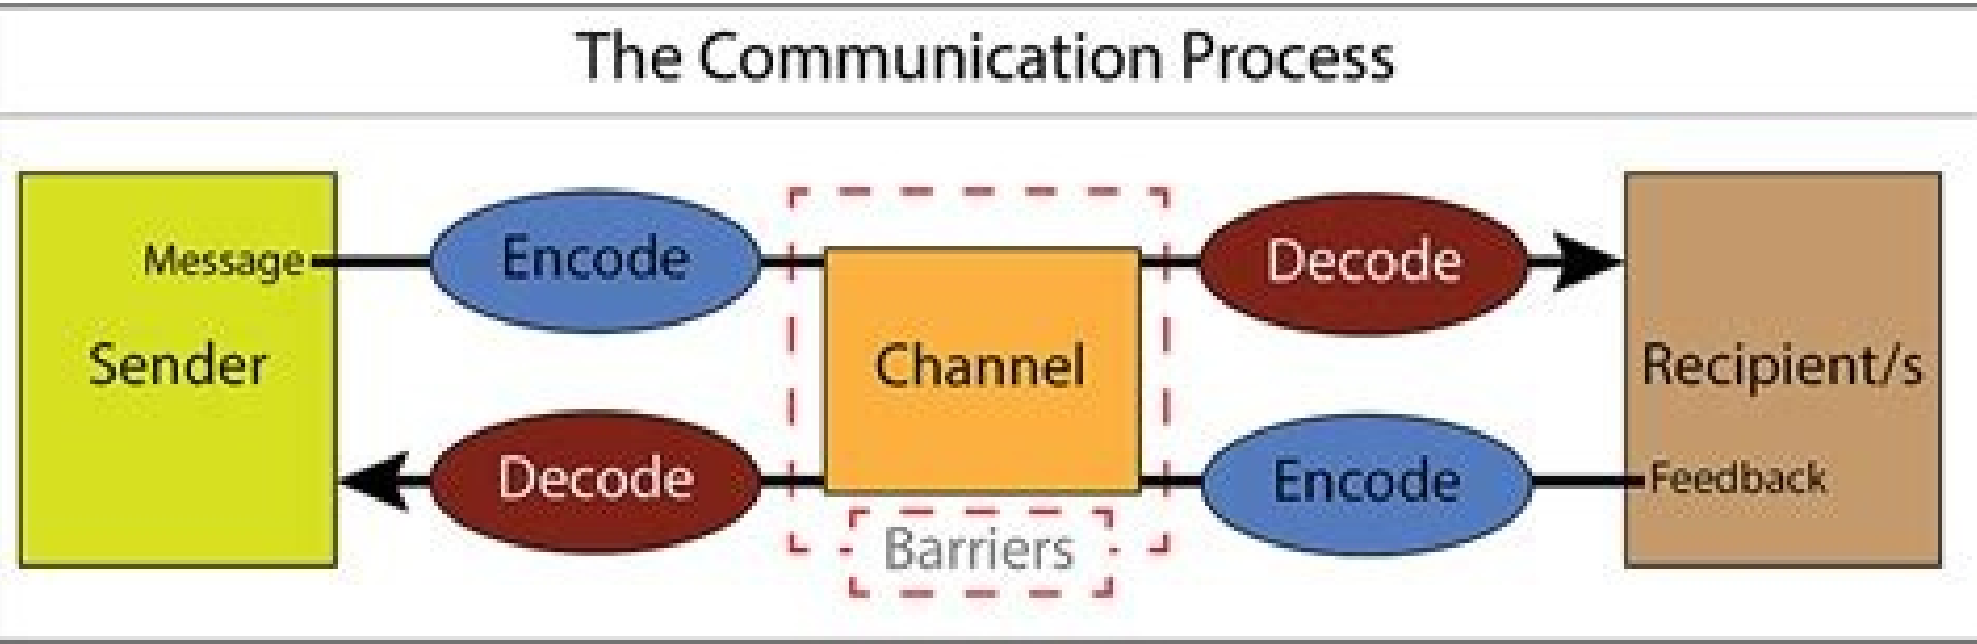 The Communication Process
Message
Encode
Decode
Sender
Channel
Recipient/s
Decode
Encode
Feedback
Barriers